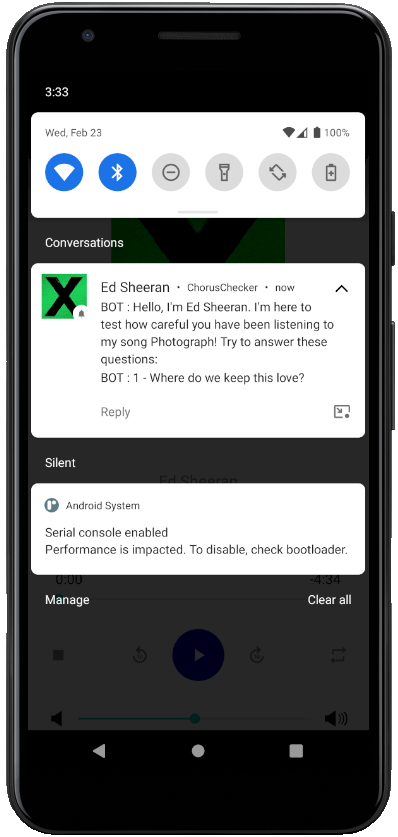 3:33
Wed, Feb 23 100%
Conversations
Ed Sheeran • ChorusChecker • now
BOT : Hello, I'm Ed Sheeran. I'm here to
test how careful you have been listening to
my song Photograph! Try to answer these
questions:
BOT : 1 - Where do we keep this love?
Reply
Ed Sheeran
Silent
Android System
Serial console enabled
Performance is impacted. To disable, check bootloader.
0:00 -4:34
Manage Clear all